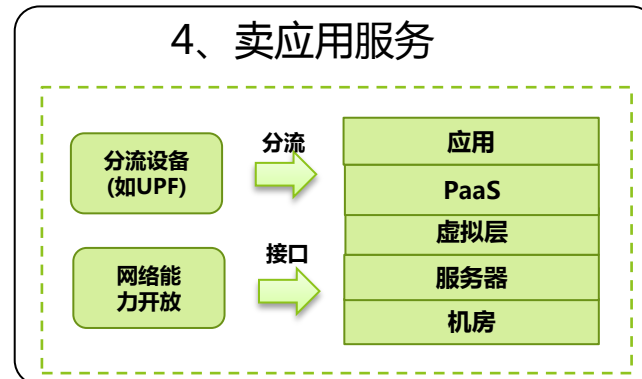 4、卖应用服务
分流设备
(如UPF)
分流
网络能
力开放
接口
应用
PaaS
虚拟层
服务器
机房